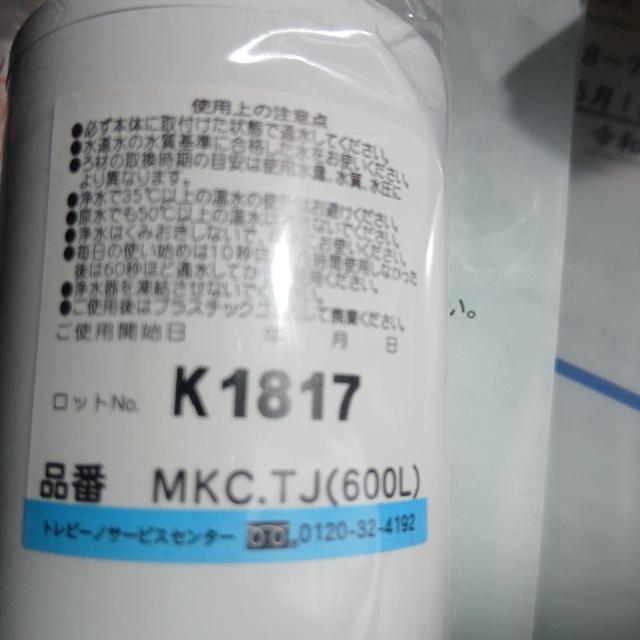 使用上の注意点
●必ず本体に取付けた状態で通水してください。
●水道水の水質基準に合格した水をお使いください。
●ろ材の取換時期の目安は使用水量、水質、水圧に
より異なります。
●浄水で35℃以上の温水の
●原水でも50℃以上の温水
●浄水はくみお
●毎日の使い始めは10秒
後は60秒ほど通水して
●浄水器を凍結させない
●ご使用後はプラスチック して廃棄ください。
ご使用開始日 年 月 日
ロットNo. K1817
品番 MKC.TJ(600L)
トレビーノサービスセンター 0120-32-4192
い。
8~
5月1
令和